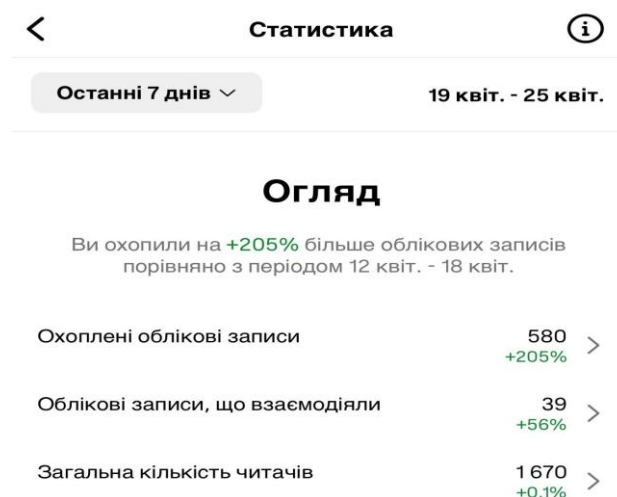 Статистика
Останні 7 днів
19 квіт. - 25 квіт.
Огляд
Ви охопили на +205% більше облікових записів
порівняно з періодом 12 квіт. - 18 квіт.
Охоплені облікові записи
580
+205%
Облікові записи, що взаємодіяли
39
+56%
Загальна кількість читачів
1 670
+0,1%